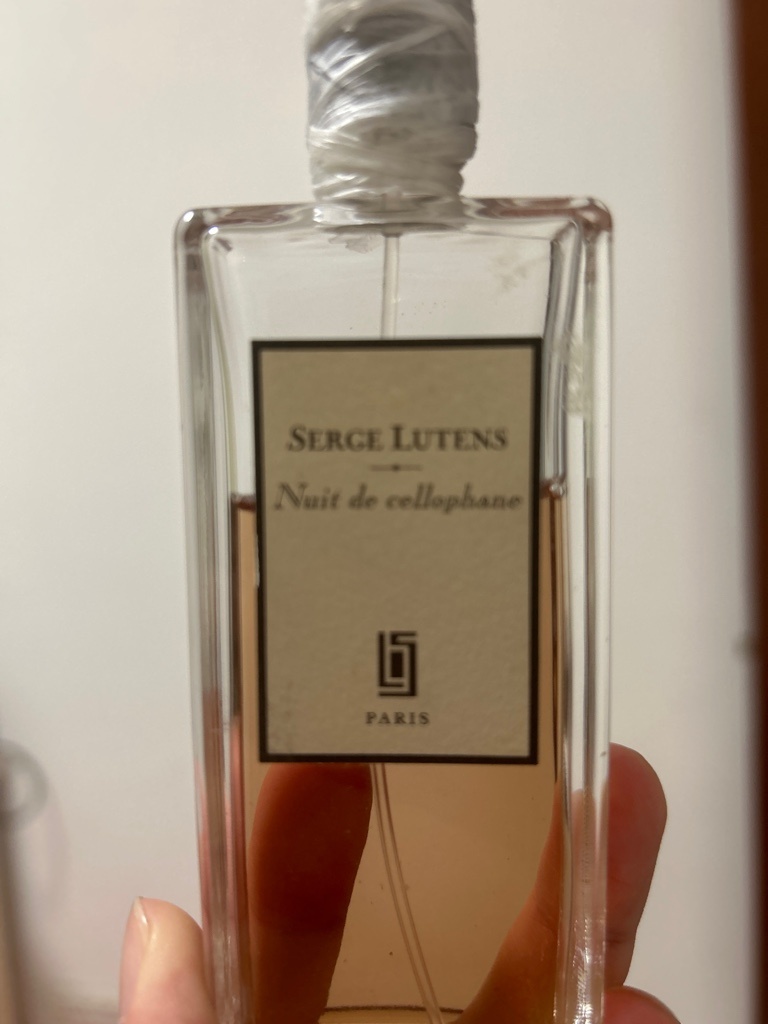 SERGE LUTENS
Nuit de cellophane
PARIS